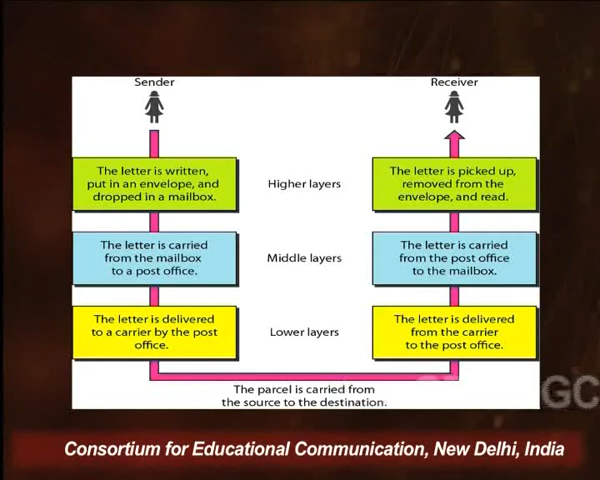 Sender
Receiver
The letter is written,
put in an envelope, and
dropped in a mailbox.
Higher layers
The letter is picked up,
removed from the
envelope, and read.
The letter is carried
from the mailbox
to a post office.
Middle layers
The letter is carried
from the post office
to the mailbox.
The letter is delivered
to a carrier by the post
office.
Lower layers
The letter is delivered
from the carrier
to the post office.
The parcel is carried from
the source to the destination.
GC
Consortium for Educational Communication, New Delhi, India